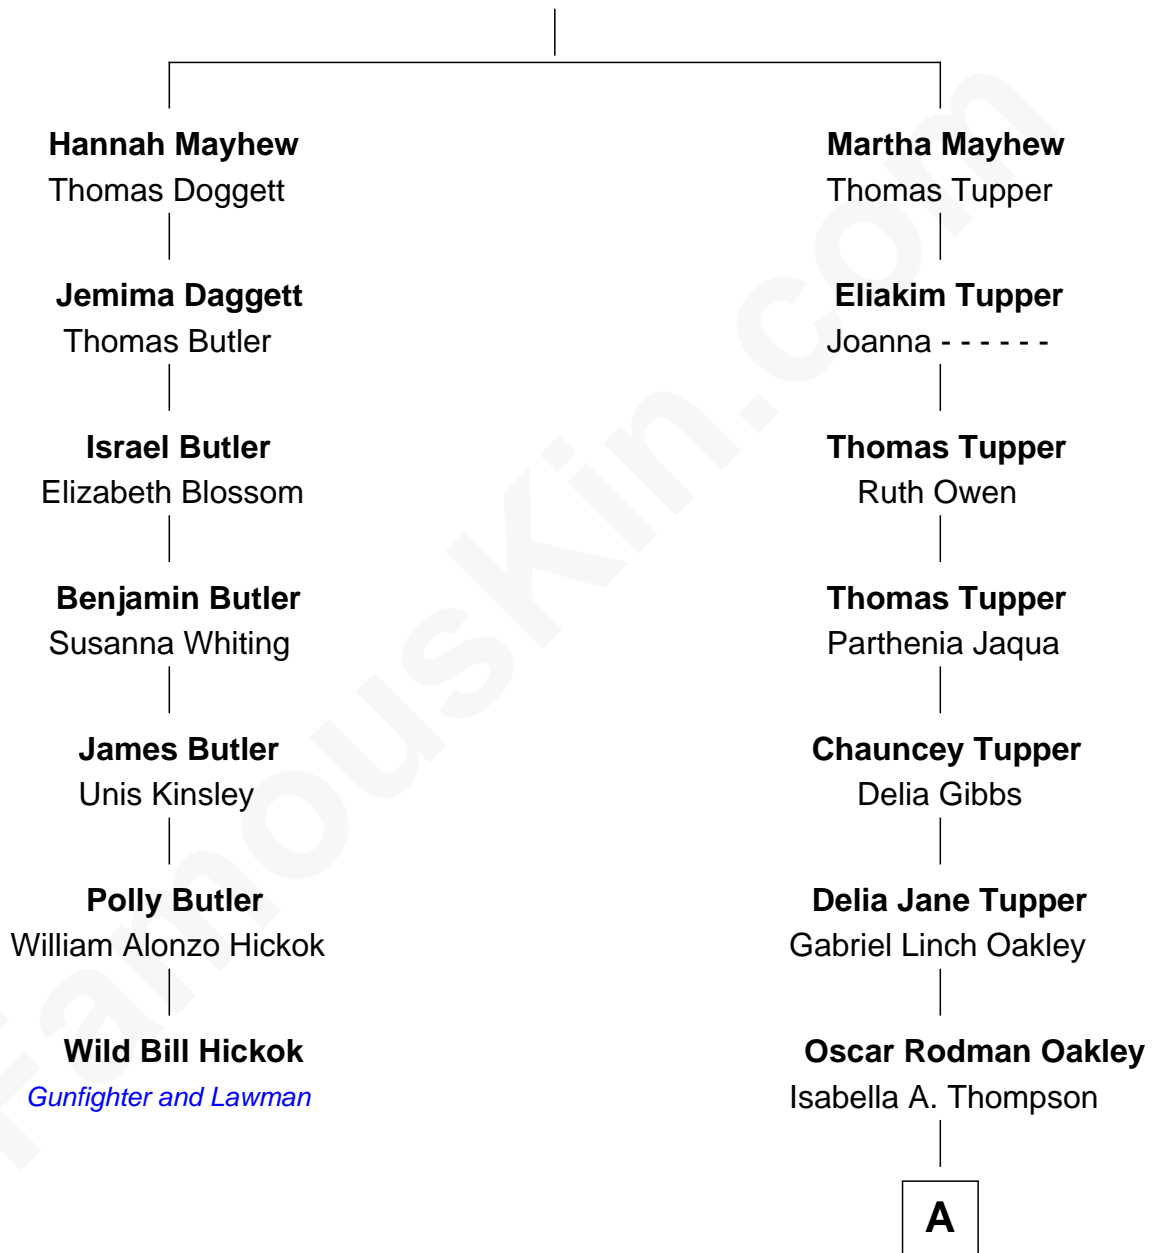 Hannah Mayhew
Thomas Doggett
Jemima Daggett
Thomas Butler
Israel Butler
Elizabeth Blossom
Benjamin Butler
Susanna Whiting
James Butler
Unis Kinsley
Polly Butler
William Alonzo Hickok
Wild Bill Hickok
Gunfighter and Lawman
Martha Mayhew
Thomas Tupper
Eliakim Tupper
Joanna - - - - - -
Thomas Tupper
Ruth Owen
Thomas Tupper
Parthenia Jaqua
Chauncey Tupper
Delia Gibbs
Delia Jane Tupper
Gabriel Linch Oakley
Oscar Rodman Oakley
Isabella A. Thompson
A
FamousKin.com